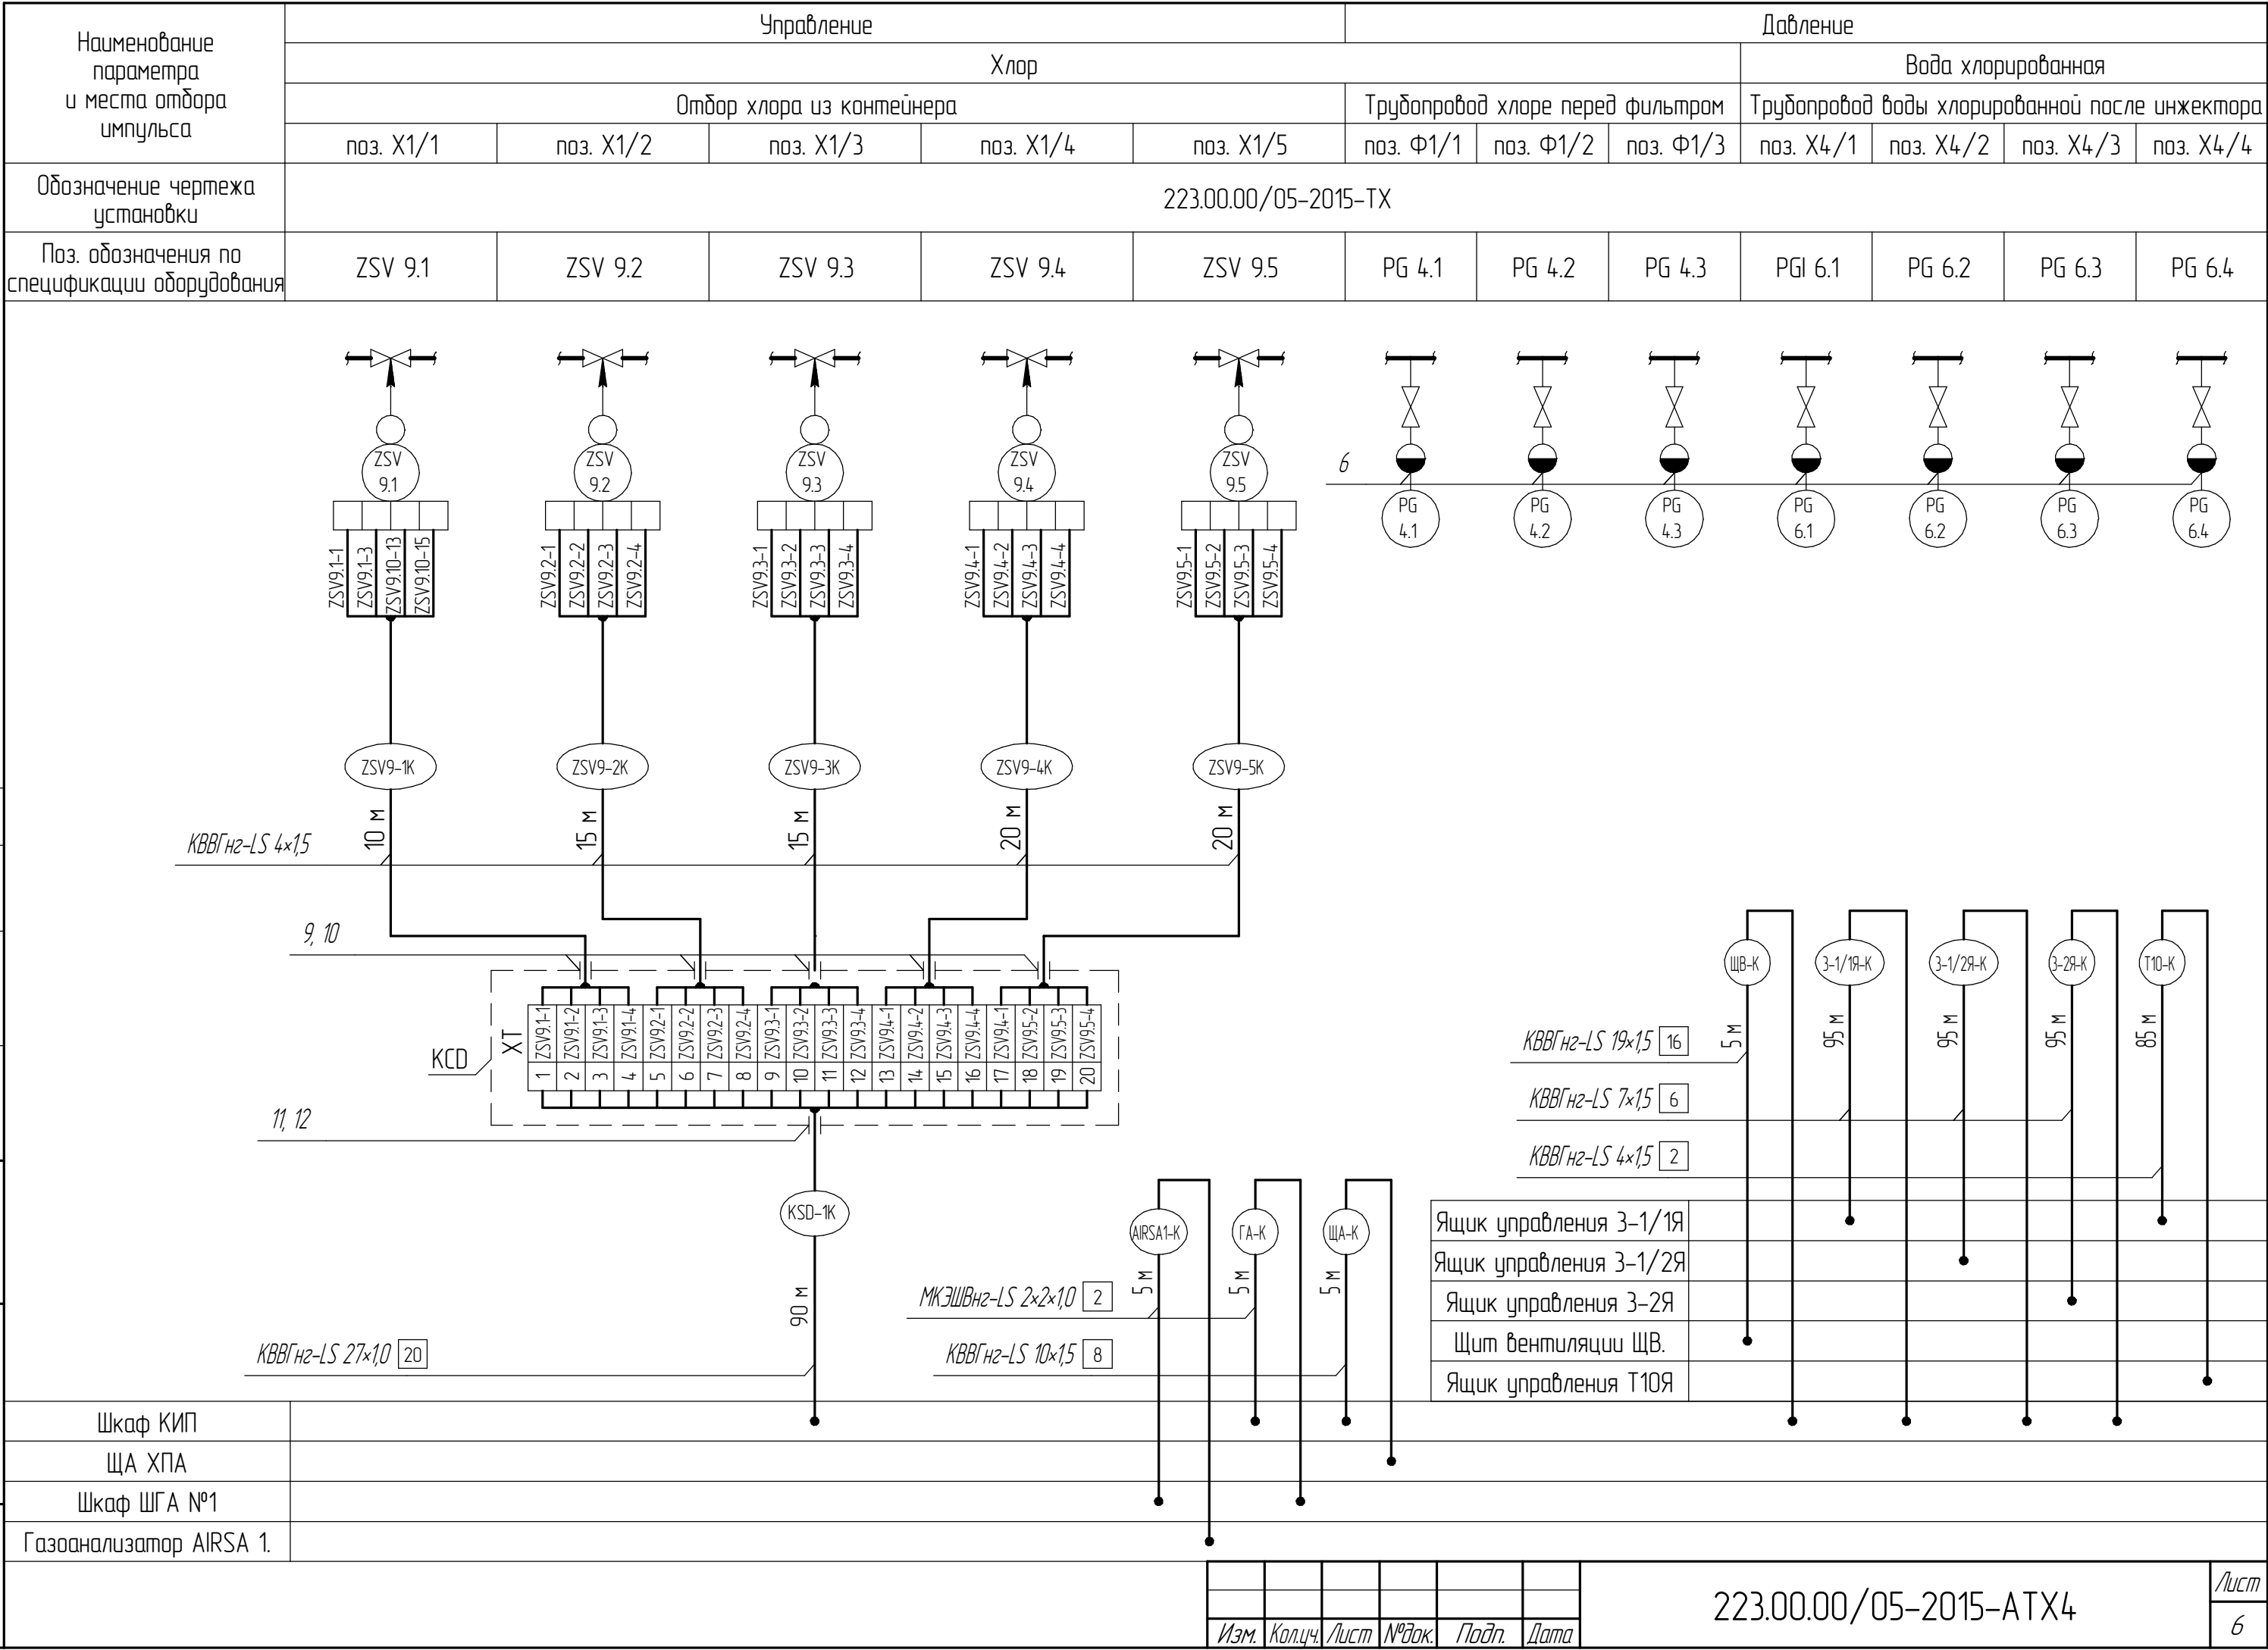 Наименование
параметра
и места отбора
импульса
Управление
Давление
Хлор
Вода хлорированная
Отбор хлора из контейнера
Трубопровод хлоре перед фильтром
Трубопровод воды хлорированной после инжектора
поз. Х1/1
поз. Х1/2
поз. Х1/3
поз. Х1/4
поз. Х1/5
поз. Ф1/1
поз. Ф1/2
поз. Ф1/3
поз. Х4/1
поз. Х4/2
поз. Х4/3
поз. Х4/4
Обозначение чертежа
установки
223.00.00/05-2015-ТХ
Поз. обозначения по
спецификации оборудования
ZSV 9.1
ZSV 9.2
ZSV 9.3
ZSV 9.4
ZSV 9.5
PG 4.1
PG 4.2
PG 4.3
PGI 6.1
PG 6.2
PG 6.3
PG 6.4
ZSV
9.1
ZSV
9.2
ZSV
9.3
ZSV
9.4
ZSV
9.5
6
PG
4.1
PG
4.2
PG
4.3
PG
6.1
PG
6.2
PG
6.3
PG
6.4
ZSV9.1-1
ZSV9.1-3
ZSV9.10-13
ZSV9.10-15
ZSV9.2-1
ZSV9.2-2
ZSV9.2-3
ZSV9.2-4
ZSV9.3-1
ZSV9.3-2
ZSV9.3-3
ZSV9.3-4
ZSV9.4-1
ZSV9.4-2
ZSV9.4-3
ZSV9.4-4
ZSV9.5-1
ZSV9.5-2
ZSV9.5-3
ZSV9.5-4
ZSV9-1К
ZSV9-2К
ZSV9-3К
ZSV9-4К
ZSV9-5К
10 м
15 м
15 м
20 м
20 м
КВВГнг-LS 4×1,5
9, 10
KCD
XT
ZSV9.1-1
ZSV9.1-2
ZSV9.1-3
ZSV9.1-4
ZSV9.2-1
ZSV9.2-2
ZSV9.2-3
ZSV9.2-4
ZSV9.3-1
ZSV9.3-2
ZSV9.3-3
ZSV9.3-4
ZSV9.4-1
ZSV9.4-2
ZSV9.4-3
ZSV9.4-4
ZSV9.4-1
ZSV9.5-2
ZSV9.5-3
ZSV9.5-4
1
2
3
4
5
6
7
8
9
10
11
12
13
14
15
16
17
18
19
20
11, 12
KSD-1К
90 м
КВВГнг-LS 27×1,0 20
AIRSA1-К
ГА-К
ЩА-К
5 м
5 м
5 м
МКЭШВнг-LS 2×2×1,0 2
КВВГнг-LS 10×1,5 8
ЩВ-К
3-1/1Я-К
3-1/2Я-К
3-2Я-К
Т10-К
5 м
95 м
95 м
95 м
85 м
КВВГнг-LS 19×1,5 16
КВВГнг-LS 7×1,5 6
КВВГнг-LS 4×1,5 2
Ящик управления 3-1/1Я
Ящик управления 3-1/2Я
Ящик управления 3-2Я
Щит вентиляции ЩВ.
Ящик управления Т10Я
Шкаф КИП
ЩА ХПА
Шкаф ШГА №1
Газоанализатор AIRSA 1.
Изм.
Кол.уч.
Лист
№док.
Подп.
Дата
223.00.00/05-2015-АТХ4
Лист
6